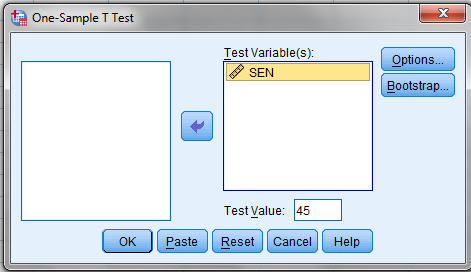 One-Sample T Test
Test Variable(s):
SEN
Options...
Bootstrap...
Test Value: 45
OK Paste Reset Cancel Help